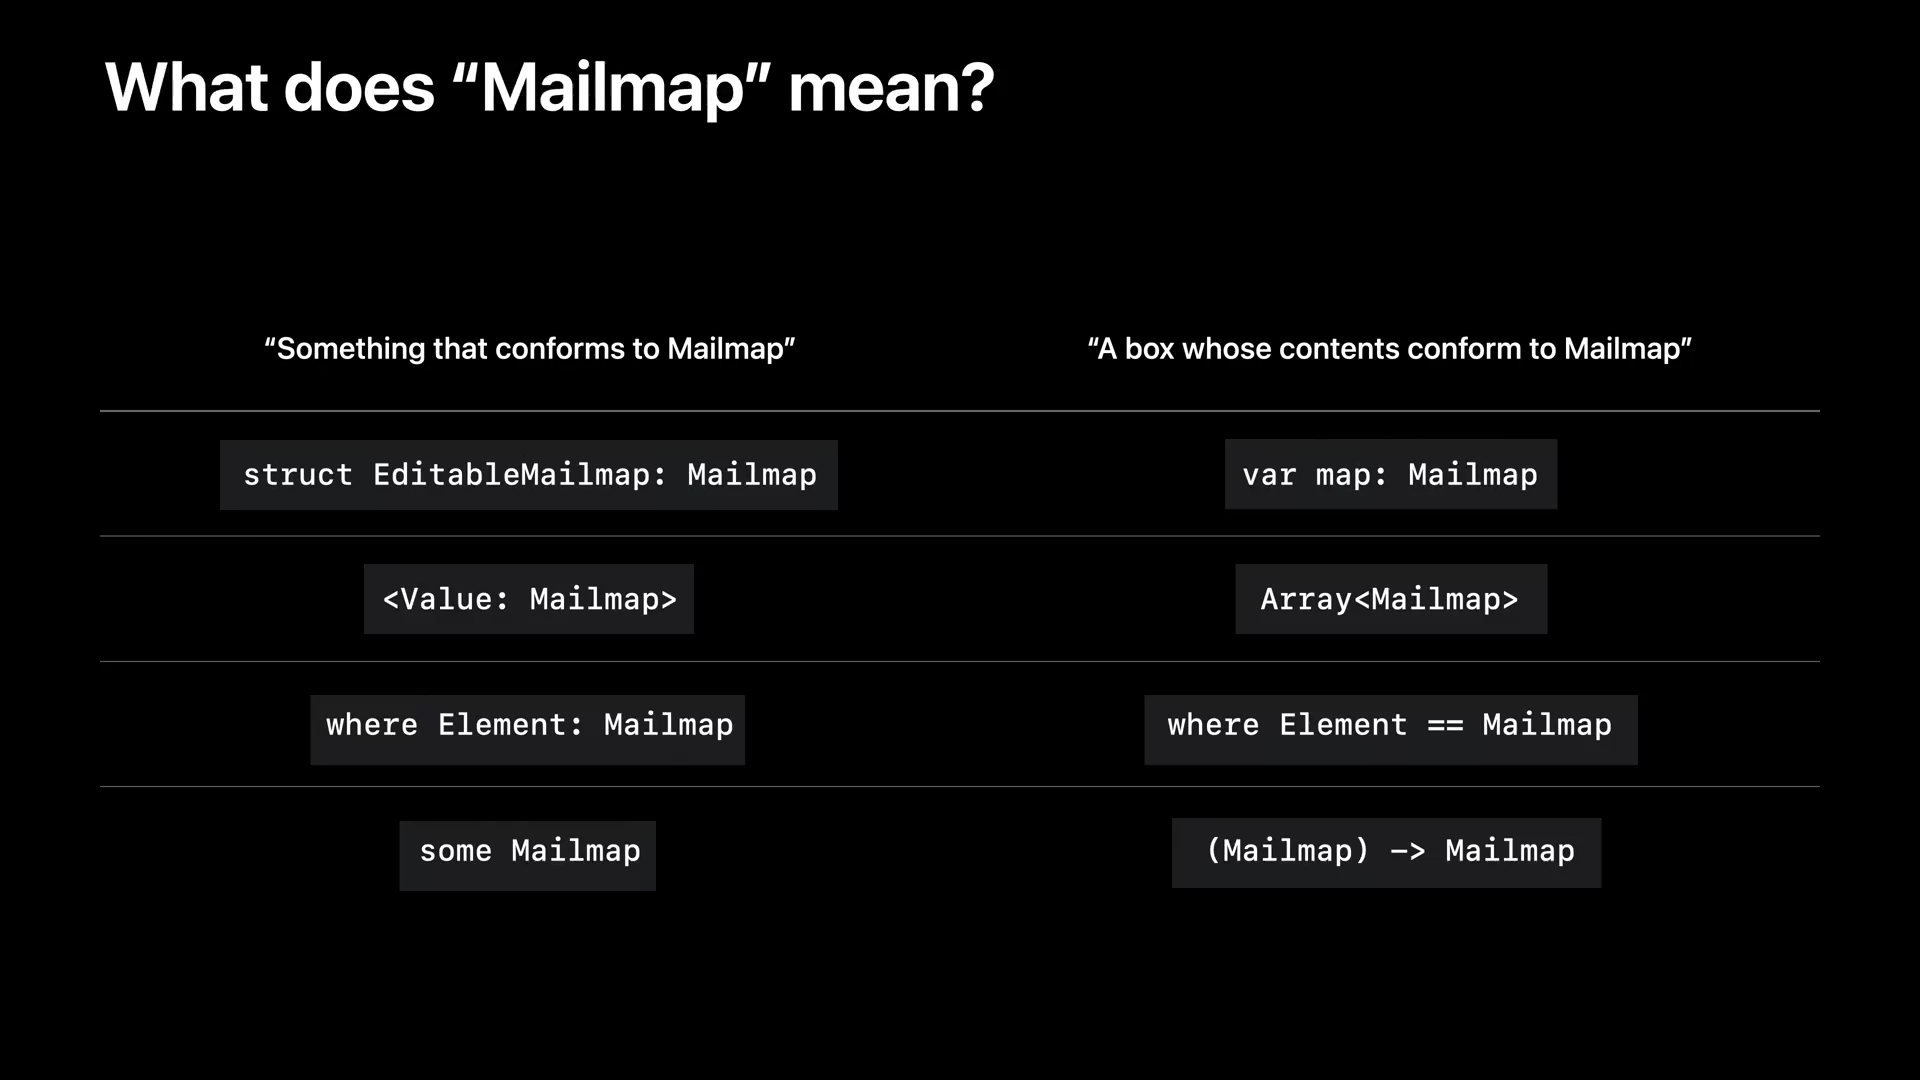 What does “Mailmap” mean?
“Something that conforms to Mailmap”
“A box whose contents conform to Mailmap”
struct EditableMailmap: Mailmap
var map: Mailmap
<Value: Mailmap>
Array<Mailmap>
where Element: Mailmap
where Element == Mailmap
some Mailmap
(Mailmap) -> Mailmap